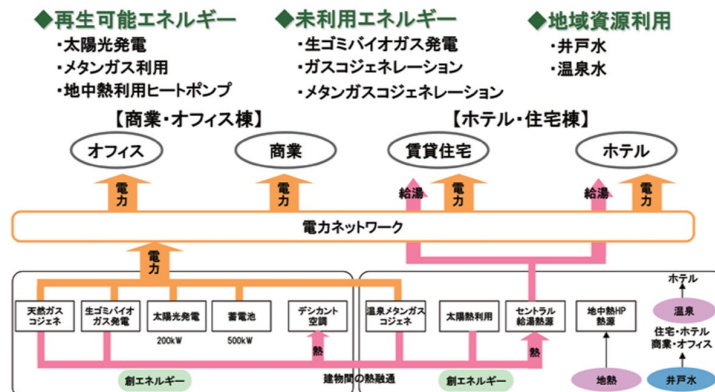 ◆再生可能エネルギー
・太陽光発電
・メタンガス利用
・地中熱利用ヒートポンプ
◆未利用エネルギー
・生ゴミバイオガス発電
・ガスコジェネレーション
・メタンガスコジェネレーション
◆地域資源利用
・井戸水
・温泉水
【商業・オフィス棟】
【ホテル・住宅棟】
オフィス
商業
賃貸住宅
ホテル
電力
電力
給湯
電力
給湯
電力
電力ネットワーク
電力
天然ガス
コジェネ
生ゴミバイオ
ガス発電
太陽光発電
200kW
蓄電池
500kW
デシカント
空調
熱
温泉メタンガス
コジェネ
太陽熱利用
セントラル
給湯熱源
熱
地中熱HP
熱源
ホテル
温泉
住宅・ホテル
商業・オフィス
創エネルギー
建物間の熱融通
創エネルギー
地熱
井戸水